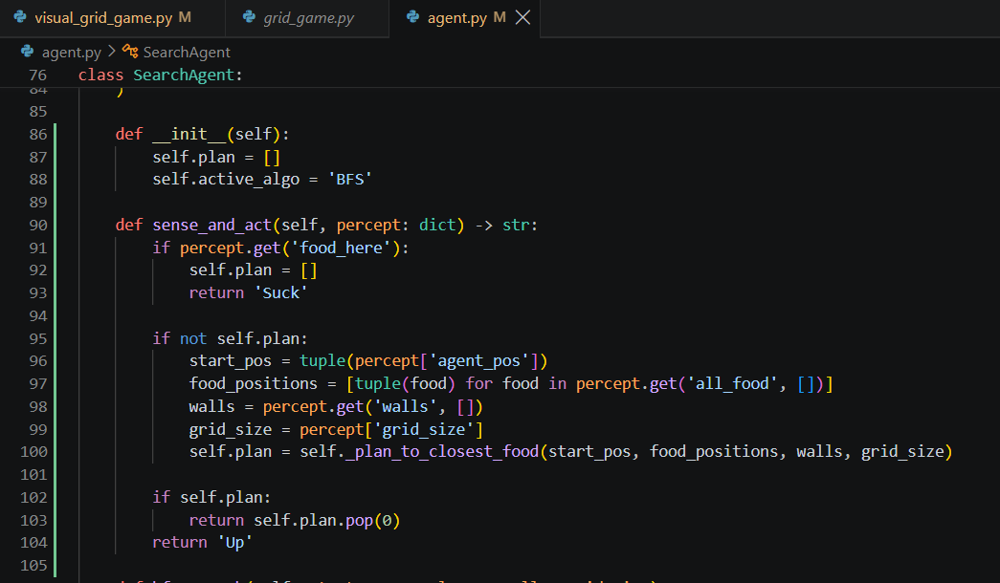 visual_grid_game.py M
grid_game.py
agent.py M
agent.py > SearchAgent
76 class SearchAgent:
84 )
85
86 def __init__(self):
87 self.plan = []
88 self.active_algo = 'BFS'
89
90 def sense_and_act(self, percept: dict) -> str:
91 if percept.get('food_here'):
92 self.plan = []
93 return 'Suck'
94
95 if not self.plan:
96 start_pos = tuple(percept['agent_pos'])
97 food_positions = [tuple(food) for food in percept.get('all_food', [])]
98 walls = percept.get('walls', [])
99 grid_size = percept['grid_size']
100 self.plan = self._plan_to_closest_food(start_pos, food_positions, walls, grid_size)
101
102 if self.plan:
103 return self.plan.pop(0)
104 return 'Up'
105